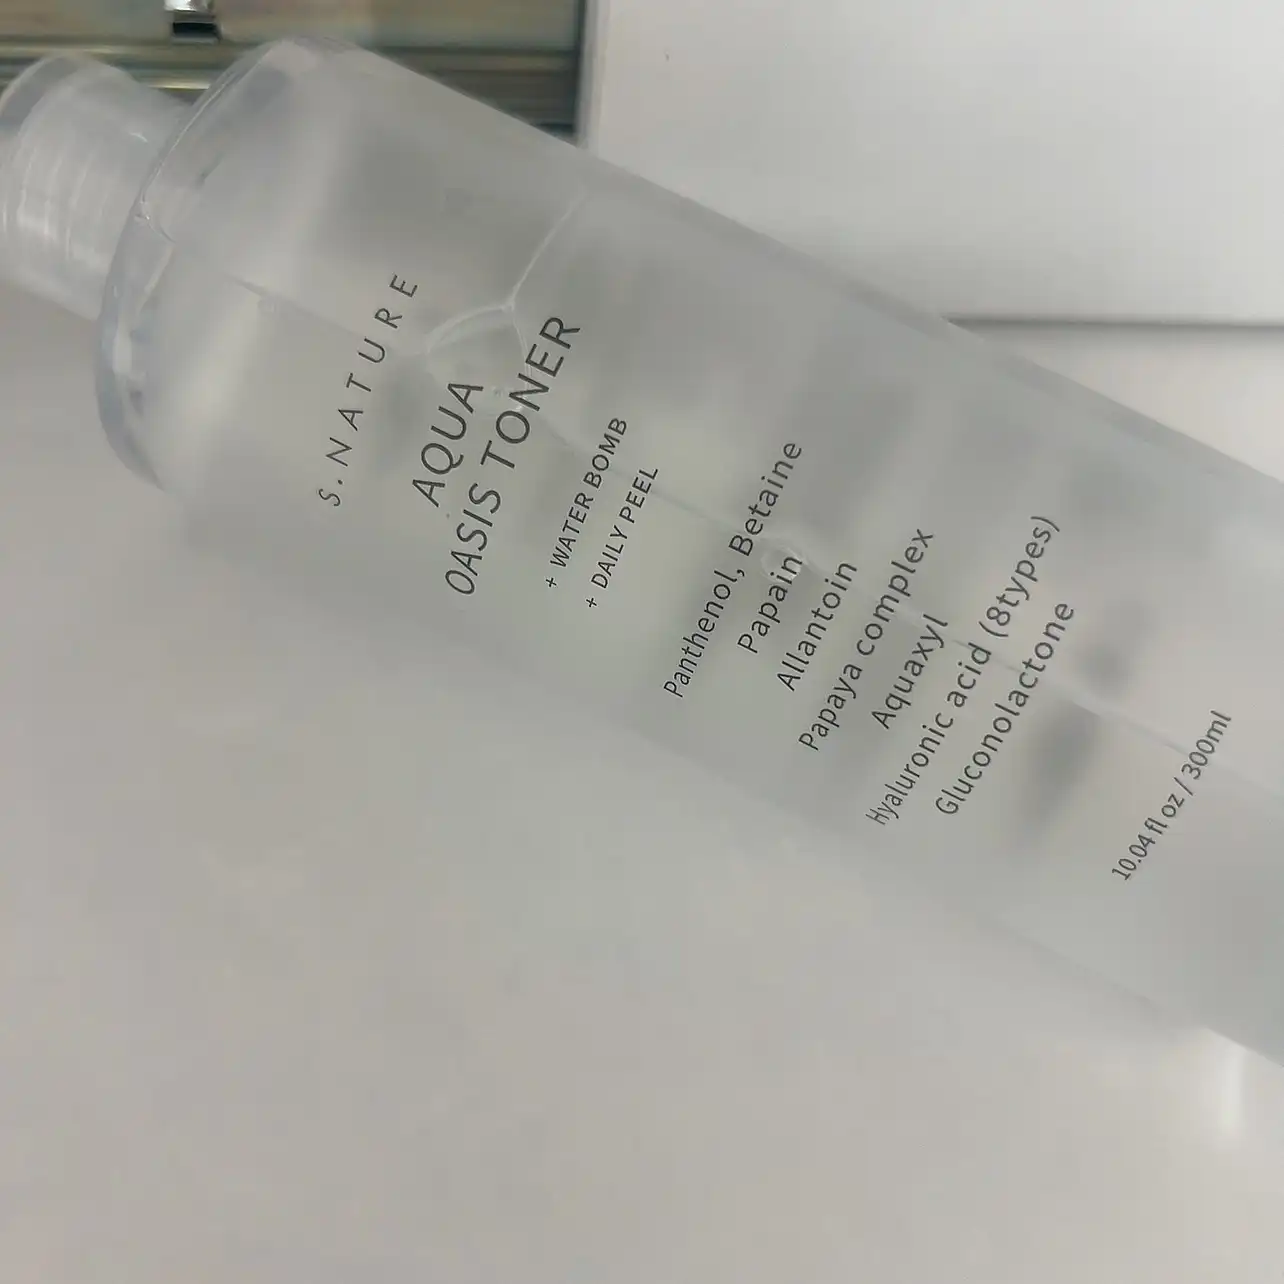 S.NATURE
AQUA
OASIS TONER
+ WATER BOMB
+ DAILY PEEL
Panthenol, Betaine
Papain
Allantoin
Papaya complex
Aquaxyl
Hyaluronic acid (8types)
Gluconolactone
10.04 fl oz / 300ml